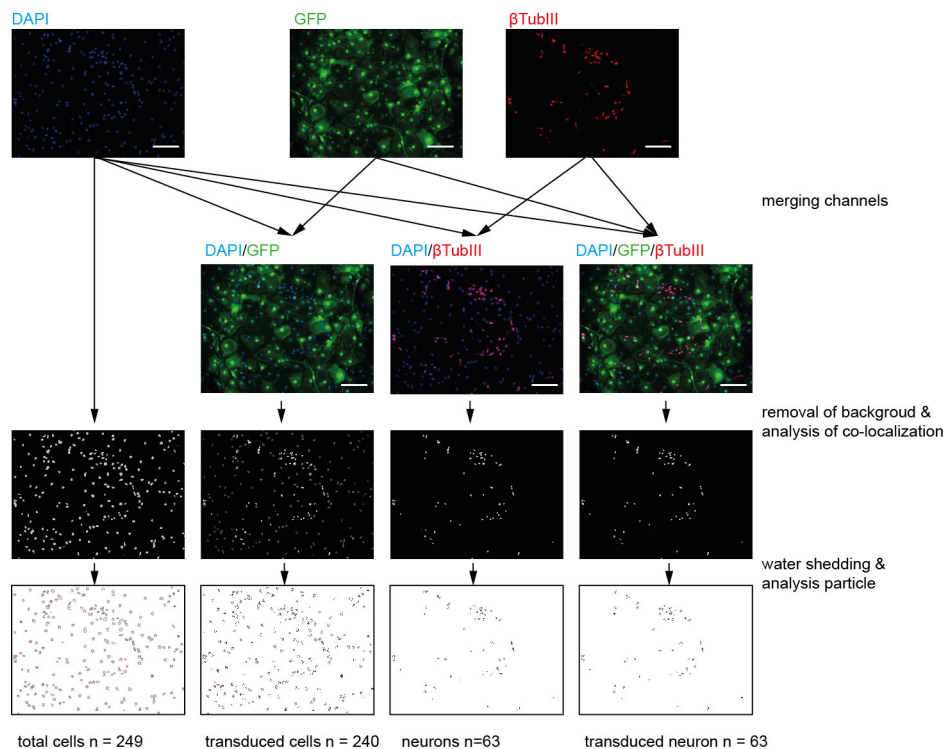 DAPI
GFP
βTubIII
merging channels
DAPI/GFP
DAPI/βTubIII
DAPI/GFP/βTubIII
removal of backgroud &
analysis of co-localization
water shedding &
analysis particle
total cells n = 249
transduced cells n = 240
neurons n=63
transduced neuron n = 63